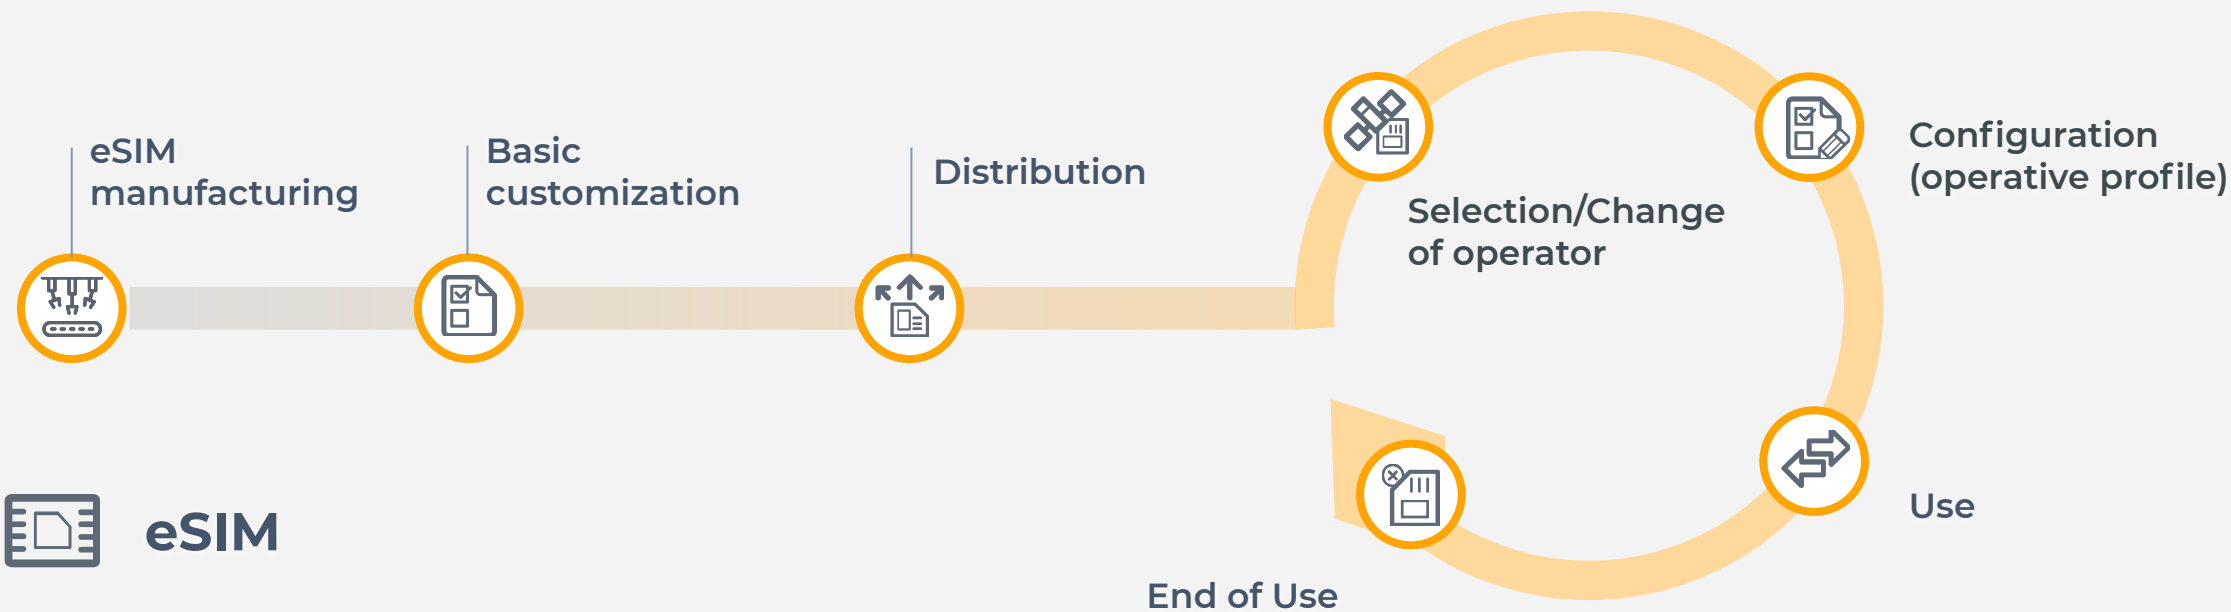 eSIM
manufacturing
Basic
customization
Distribution
Selection/Change
of operator
Configuration
(operative profile)
Use
End of Use
eSIM